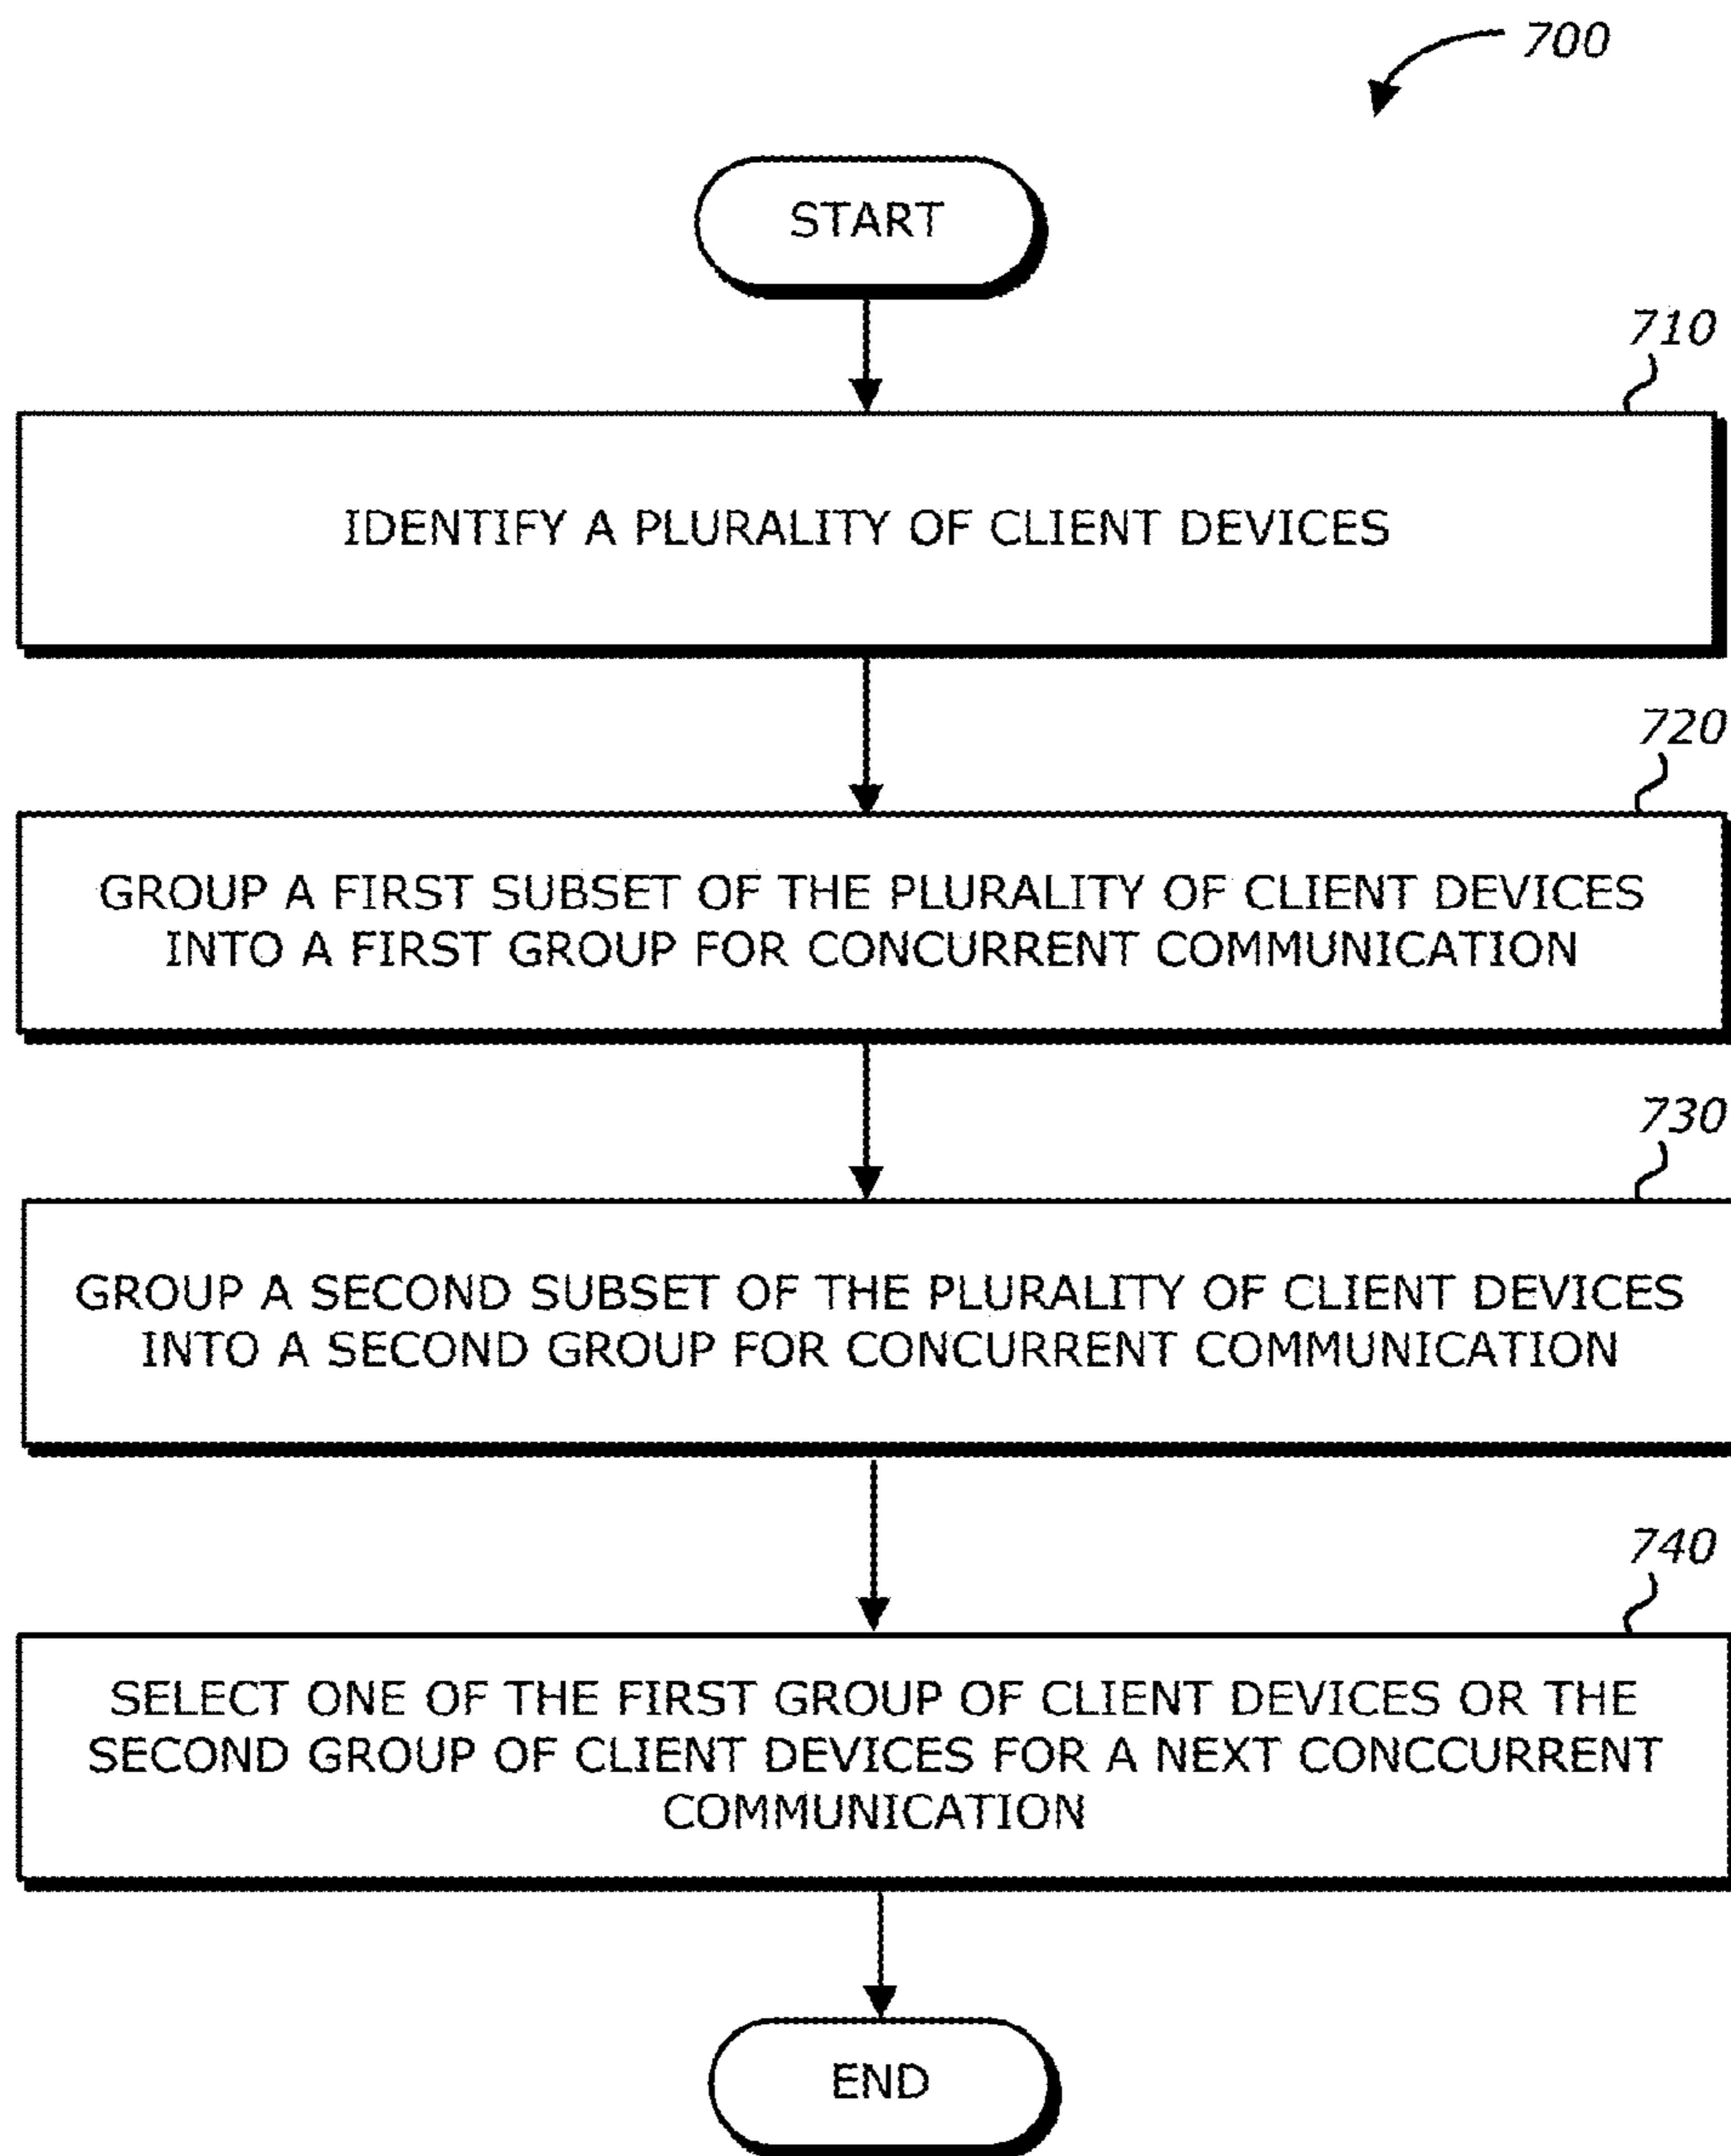 700
START
710
IDENTIFY A PLURALITY OF CLIENT DEVICES
720
GROUP A FIRST SUBSET OF THE PLURALITY OF CLIENT DEVICES
INTO A FIRST GROUP FOR CONCURRENT COMMUNICATION
730
GROUP A SECOND SUBSET OF THE PLURALITY OF CLIENT DEVICES
INTO A SECOND GROUP FOR CONCURRENT COMMUNICATION
740
SELECT ONE OF THE FIRST GROUP OF CLIENT DEVICES OR THE
SECOND GROUP OF CLIENT DEVICES FOR A NEXT CONCCURRENT
COMMUNICATION
END